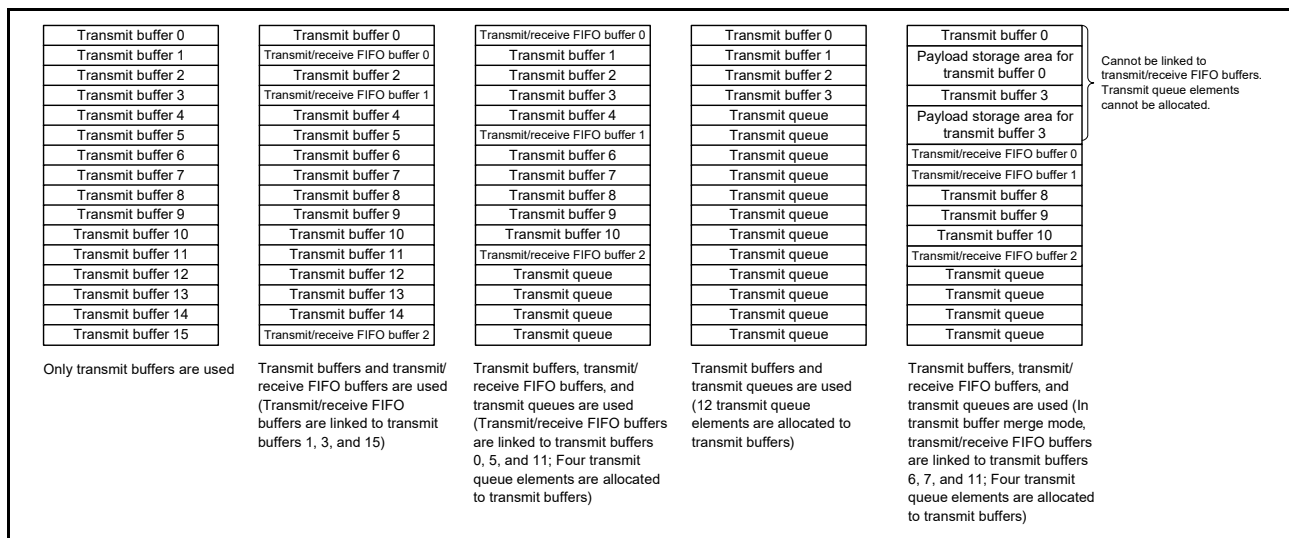 Transmit buffer 0
Transmit buffer 1
Transmit buffer 2
Transmit buffer 3
Transmit buffer 4
Transmit buffer 5
Transmit buffer 6
Transmit buffer 7
Transmit buffer 8
Transmit buffer 9
Transmit buffer 10
Transmit buffer 11
Transmit buffer 12
Transmit buffer 13
Transmit buffer 14
Transmit buffer 15
Only transmit buffers are used
Transmit buffer 0
Transmit/receive FIFO buffer 0
Transmit buffer 2
Transmit/receive FIFO buffer 1
Transmit buffer 4
Transmit buffer 5
Transmit buffer 6
Transmit buffer 7
Transmit buffer 8
Transmit buffer 9
Transmit buffer 10
Transmit buffer 11
Transmit buffer 12
Transmit buffer 13
Transmit buffer 14
Transmit/receive FIFO buffer 2
Transmit buffers and transmit/
receive FIFO buffers are used
(Transmit/receive FIFO
buffers are linked to transmit
buffers 1, 3, and 15)
Transmit/receive FIFO buffer 0
Transmit buffer 1
Transmit buffer 2
Transmit buffer 3
Transmit buffer 4
Transmit/receive FIFO buffer 1
Transmit buffer 6
Transmit buffer 7
Transmit buffer 8
Transmit buffer 9
Transmit buffer 10
Transmit/receive FIFO buffer 2
Transmit queue
Transmit queue
Transmit queue
Transmit queue
Transmit buffers, transmit/
receive FIFO buffers, and
transmit queues are used
(Transmit/receive FIFO buffers
are linked to transmit buffers
0, 5, and 11; Four transmit
queue elements are allocated
to transmit buffers)
Transmit buffer 0
Transmit buffer 1
Transmit buffer 2
Transmit buffer 3
Transmit queue
Transmit queue
Transmit queue
Transmit queue
Transmit queue
Transmit queue
Transmit queue
Transmit queue
Transmit queue
Transmit queue
Transmit queue
Transmit queue
Transmit buffers and
transmit queues are used
(12 transmit queue
elements are allocated to
transmit buffers)
Transmit buffer 0
Payload storage area for
transmit buffer 0
Transmit buffer 3
Payload storage area for
transmit buffer 3
Transmit/receive FIFO buffer 0
Transmit/receive FIFO buffer 1
Transmit buffer 8
Transmit buffer 9
Transmit buffer 10
Transmit/receive FIFO buffer 2
Transmit queue
Transmit queue
Transmit queue
Transmit queue
Transmit buffers, transmit/
receive FIFO buffers, and
transmit queues are used (In
transmit buffer merge mode,
transmit/receive FIFO buffers
are linked to transmit buffers
6, 7, and 11; Four transmit
queue elements are allocated
to transmit buffers)
Cannot be linked to
transmit/receive FIFO buffers.
Transmit queue elements
cannot be allocated.